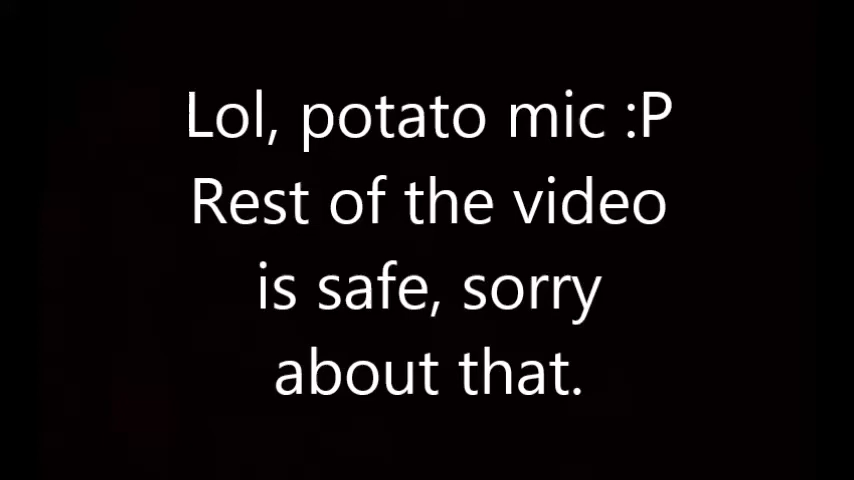 Lol, potato mic :P
Rest of the video
is safe, sorry
about that.